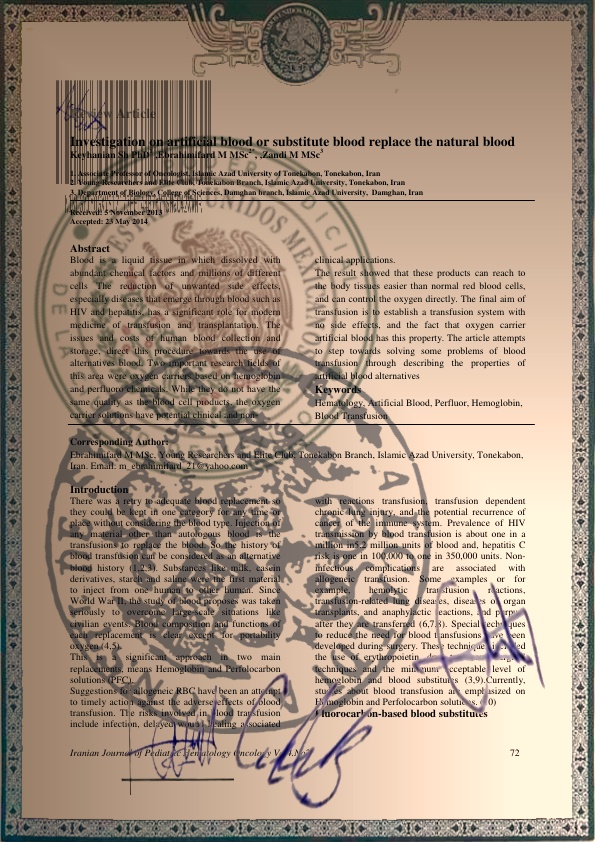 Review Article
Investigation on artificial blood or substitute blood replace the natural blood
Keyhanian Sh PhD, Ebrahimifard M MSc2*, Zandi M MSc3
1. Associate Professor of Oncologist, Islamic Azad University of Tonekabon, Tonekabon, Iran
2. Young Researchers and Elite Club, Tonekabon Branch, Islamic Azad University, Tonekabon, Iran
3. Department of Biology, College of Sciences, Damghan branch, Islamic Azad University, Damghan, Iran
Received: 5 November 2013
Accepted: 23 May 2014
Abstract
Blood is a liquid tissue in which dissolved with
abundant chemical factors and millions of different
cells. The reduction of unwanted side effects,
especially diseases that emerge through blood such as
HIV and hepatitis, has a significant role for modern
medicine of transfusion and transplantation. The
issues and costs of human blood collection and
storage, direct this procedure towards the use of
alternatives blood. Two important research fields of
this area were oxygen carriers based on hemoglobin
and perfluoro chemicals. While they do not have the
same quality as the blood cell products, the oxygen
carrier solutions have potential clinical and non-
clinical applications.
The result showed that these products can reach to
the body tissues easier than normal red blood cells,
and can control the oxygen directly. The final aim of
transfusion is to establish a transfusion system with
no side effects, and the fact that oxygen carrier
artificial blood has this property. The article attempts
to step towards solving some problems of blood
transfusion through describing the properties of
artificial blood alternatives
Keywords
Hematology, Artificial Blood, Perfluor, Hemoglobin,
Blood Transfusion
Corresponding Author:
Ebrahimifard M MSc, Young Researchers and Elite Club, Tonekabon Branch, Islamic Azad University, Tonekabon,
Iran. Email: m_ebrahimifard_21@yahoo.com
Introduction
There was a retry to adequate blood replacement so
they could be kept in one category for any time or
place without considering the blood type. Injection of
any material other than autologous blood is the
transfusions to replace the blood. So the history of
blood transfusion can be considered as an alternative
blood history (1,2,3). Substances like milk, casein
derivatives, starch and saline were the first material
to inject from one human to other human. Since
World War II, the study of blood proposes was taken
seriously to overcome large-scale situations like
civilian events. Blood composition and functions of
each replacement is clear except for portability
oxygen (4,5).
This is a significant approach in two main
replacements, means Hemoglobin and Perfolocarbon
solutions (PFC).
Suggestions for allogeneic RBC have been an attempt
to timely action against the adverse effects of blood
transfusion. The risks involved in blood transfusion
include infection, delayed wound healing associated
with reactions transfusion, transfusion dependent
chronic lung injury, and the potential recurrence of
cancer of the immune system. Prevalence of HIV
transmission by blood transfusion is about one in a
million in 5.2 million units of blood and, hepatitis C
risk is one in 100,000 to one in 350,000 units. Non-
infectious complications are associated with
allogeneic transfusion. Some examples or for
example, hemolytic transfusion reactions,
transfusion-related lung diseases, diseases or organ
transplants, and anaphylactic reactions, and purpura
after they are transferred (6,7,8). Special techniques
to reduce the need for blood transfusions have been
developed during surgery. These techniques included
the use of erythropoietin
techniques and the minimum acceptable level of
hemoglobin and blood substitutes (3,9).Currently,
studies about blood transfusion are emphasized on
Hemoglobin and Perfolocarbon solutions
Fluorocarbon-based blood substitutes
Iranian Journal of Pediatric Hematology Oncology
72